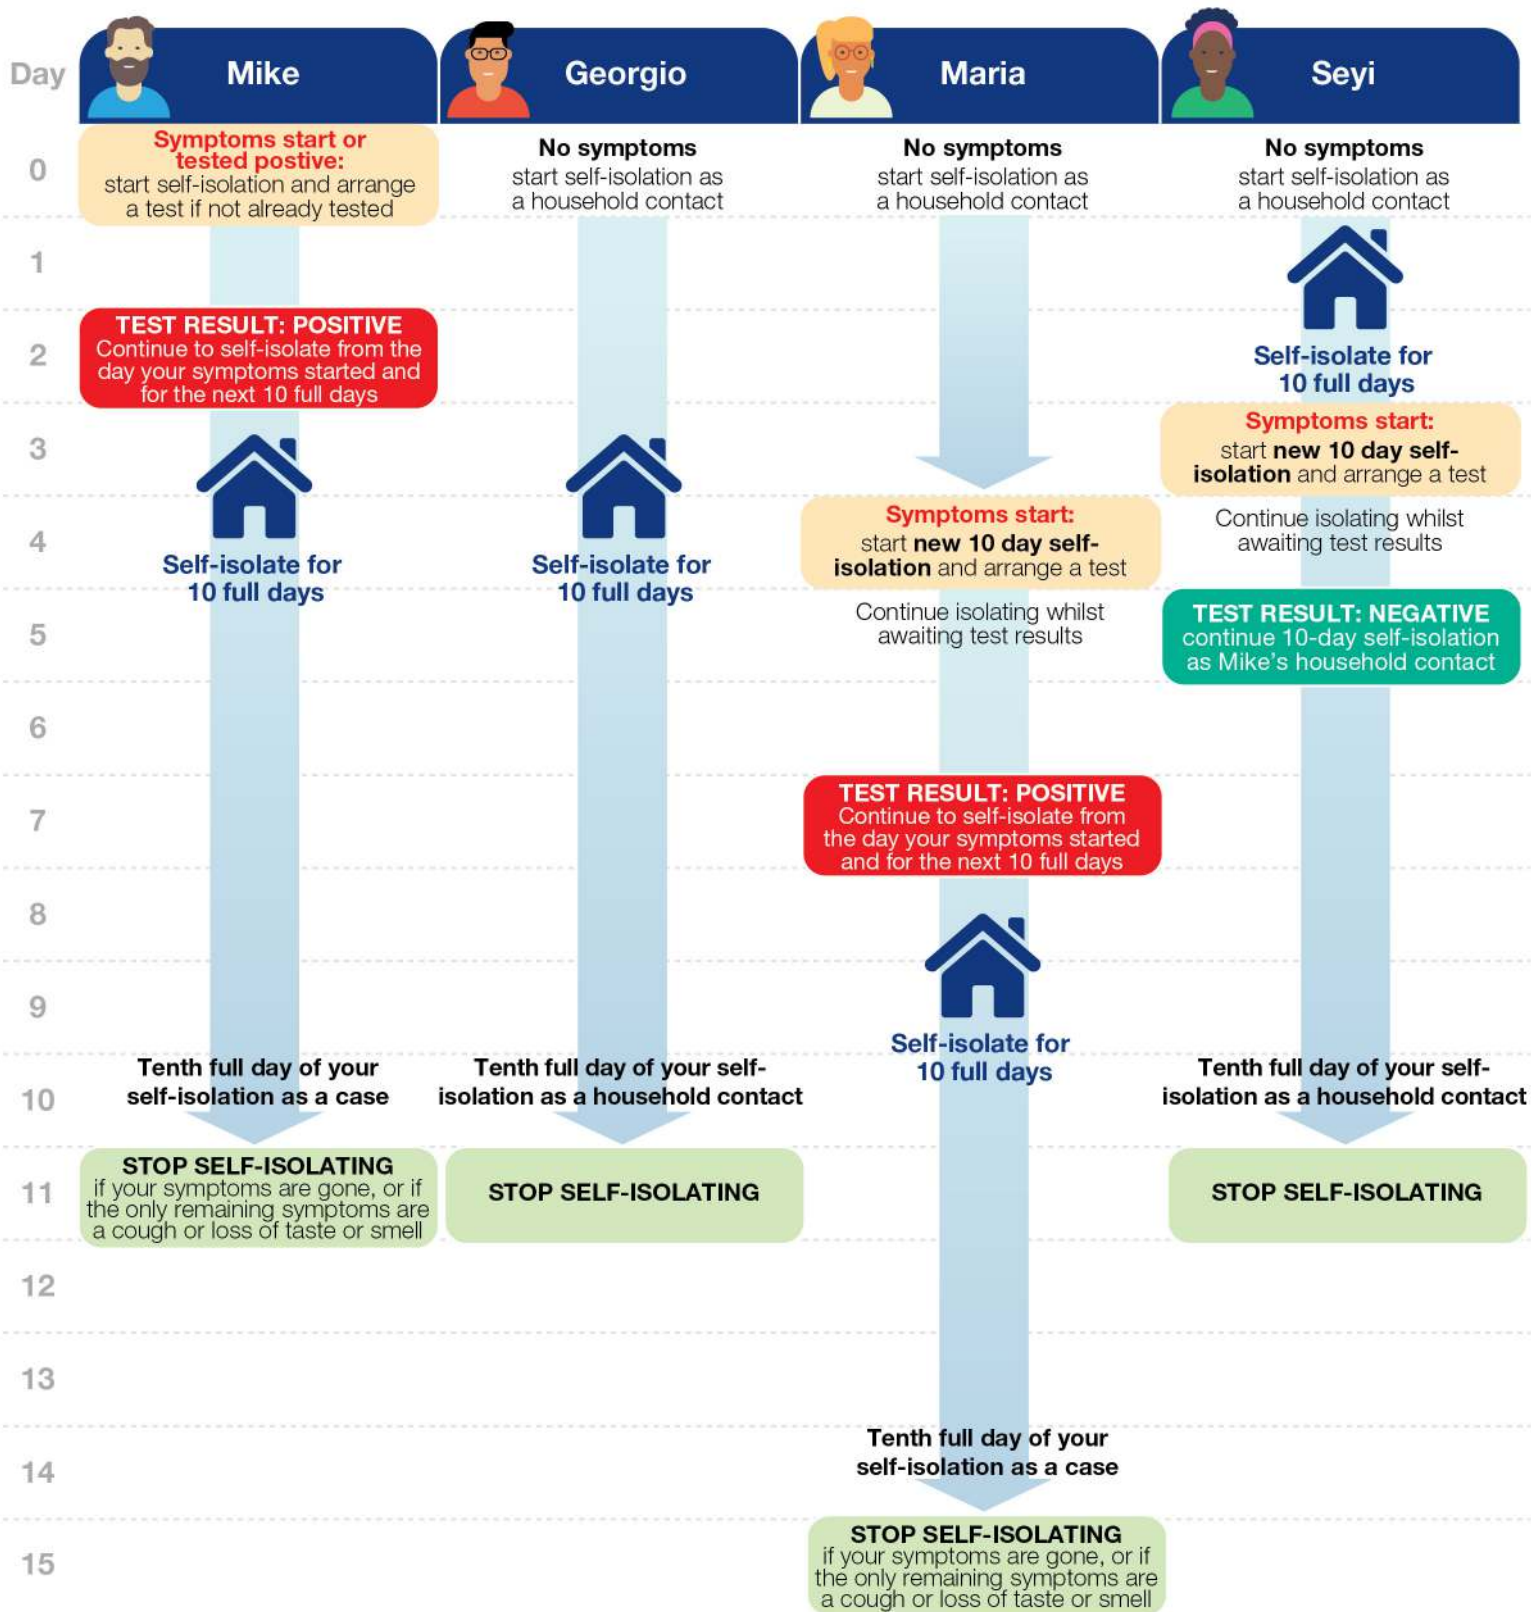 Day
Mike
Georgio
Maria
Seyi
0
Symptoms start or
tested postive:
start self-isolation and arrange
a test if not already tested
No symptoms
start self-isolation as
a household contact
No symptoms
start self-isolation as
a household contact
No symptoms
start self-isolation as
a household contact
1
2
TEST RESULT: POSITIVE
Continue to self-isolate from the
day your symptoms started and
for the next 10 full days
Self-isolate for
10 full days
3
Symptoms start:
start new 10 day self-
isolation and arrange a test
4
Self-isolate for
10 full days
Self-isolate for
10 full days
Symptoms start:
start new 10 day self-
isolation and arrange a test
Continue isolating whilst
awaiting test results
5
Continue isolating whilst
awaiting test results
TEST RESULT: NEGATIVE
continue 10-day self-isolation
as Mike's household contact
6
7
TEST RESULT: POSITIVE
Continue to self-isolate from
the day your symptoms started
and for the next 10 full days
8
9
Self-isolate for
10 full days
10
Tenth full day of your
self-isolation as a case
Tenth full day of your self-
isolation as a household contact
Tenth full day of your self-
isolation as a household contact
11
STOP SELF-ISOLATING
if your symptoms are gone, or if
the only remaining symptoms are
a cough or loss of taste or smell
STOP SELF-ISOLATING
STOP SELF-ISOLATING
12
13
14
Tenth full day of your
self-isolation as a case
15
STOP SELF-ISOLATING
if your symptoms are gone, or if
the only remaining symptoms are
a cough or loss of taste or smell